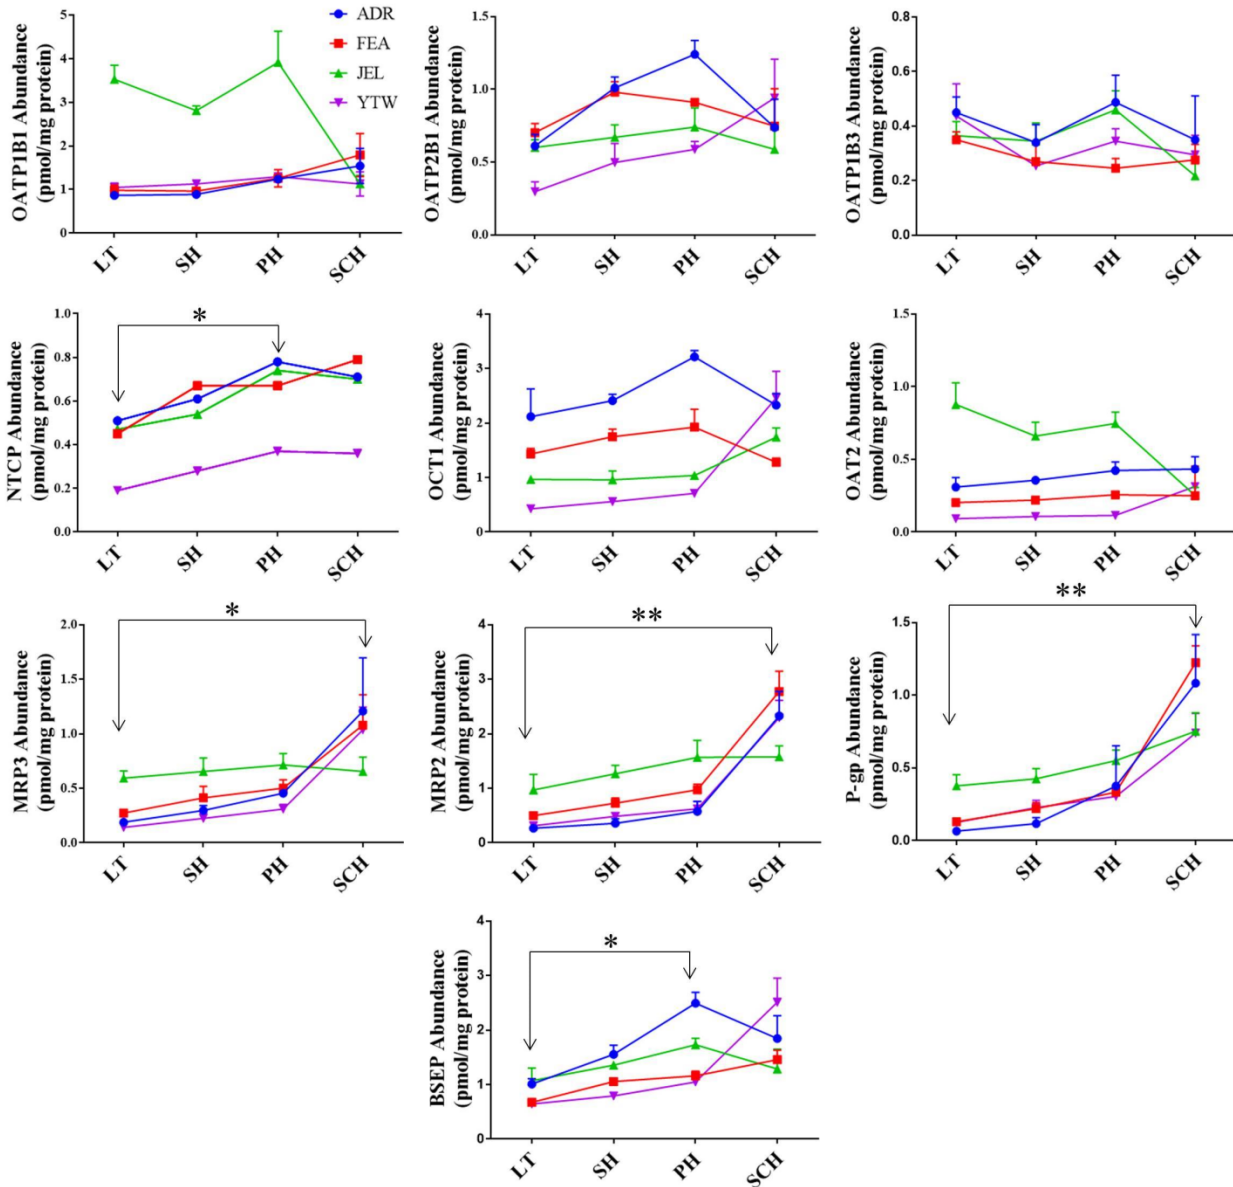 OATP1B1 Abundance
(pmol/mg protein)
5
4
3
2
1
0
LT
SH
PH
SCH
ADR
FEA
JEL
YTW
OATP2B1 Abundance
(pmol/mg protein)
1.5
1.0
0.5
0.0
LT
SH
PH
SCH
OATP1B3 Abundance
(pmol/mg protein)
0.8
0.6
0.4
0.2
0.0
LT
SH
PH
SCH
NTCP Abundance
(pmol/mg protein)
1.0
0.8
0.6
0.4
0.2
0.0
*
LT
SH
PH
SCH
OCT1 Abundance
(pmol/mg protein)
4
3
2
1
0
LT
SH
PH
SCH
OAT2 Abundance
(pmol/mg protein)
1.5
1.0
0.5
0.0
LT
SH
PH
SCH
MRP3 Abundance
(pmol/mg protein)
2.0
1.5
1.0
0.5
0.0
*
LT
SH
PH
SCH
MRP2 Abundance
(pmol/mg protein)
4
3
2
1
0
**
LT
SH
PH
SCH
P-gp Abundance
(pmol/mg protein)
1.5
1.0
0.5
0.0
**
LT
SH
PH
SCH
BSEP Abundance
(pmol/mg protein)
4
3
2
1
0
*
LT
SH
PH
SCH